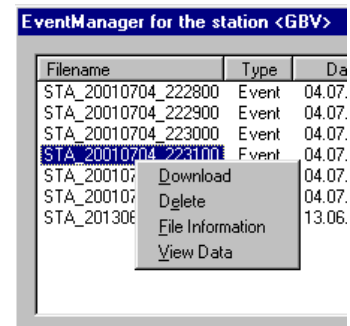 EventManager for the station <GBV>
Filename Type Da
STA_20010704_222800 Event 04.07.
STA_20010704_222900 Event 04.07.
STA_20010704_223000 Event 04.07.
STA_20010704_223100 Event 04.07.
STA_20010 Download 04.07.
STA_20010 Delete 04.07.
STA_20130 File Information 13.06.
View Data